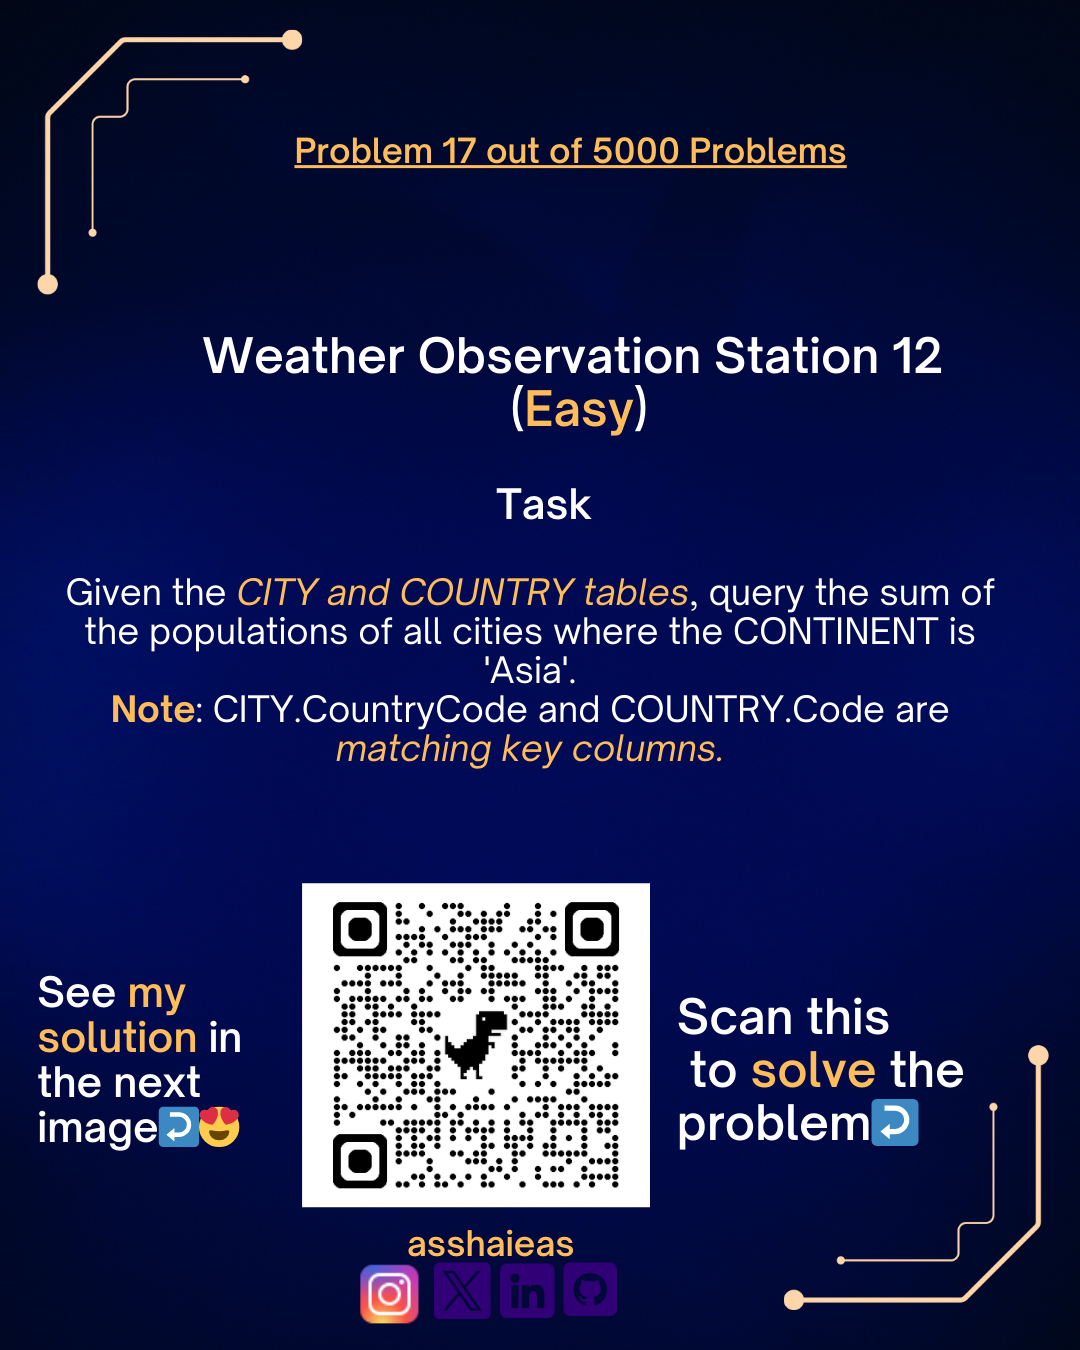 Problem 17 out of 5000 Problems
Weather Observation Station 12
(Easy)
Task
Given the CITY and COUNTRY tables, query the sum of
the populations of all cities where the CONTINENT is
'Asia'.
Note: CITY.CountryCode and COUNTRY.Code are
matching key columns.
See my
solution in
the next
image↩️😍
Scan this
to solve the
problem↩️
asshaieas